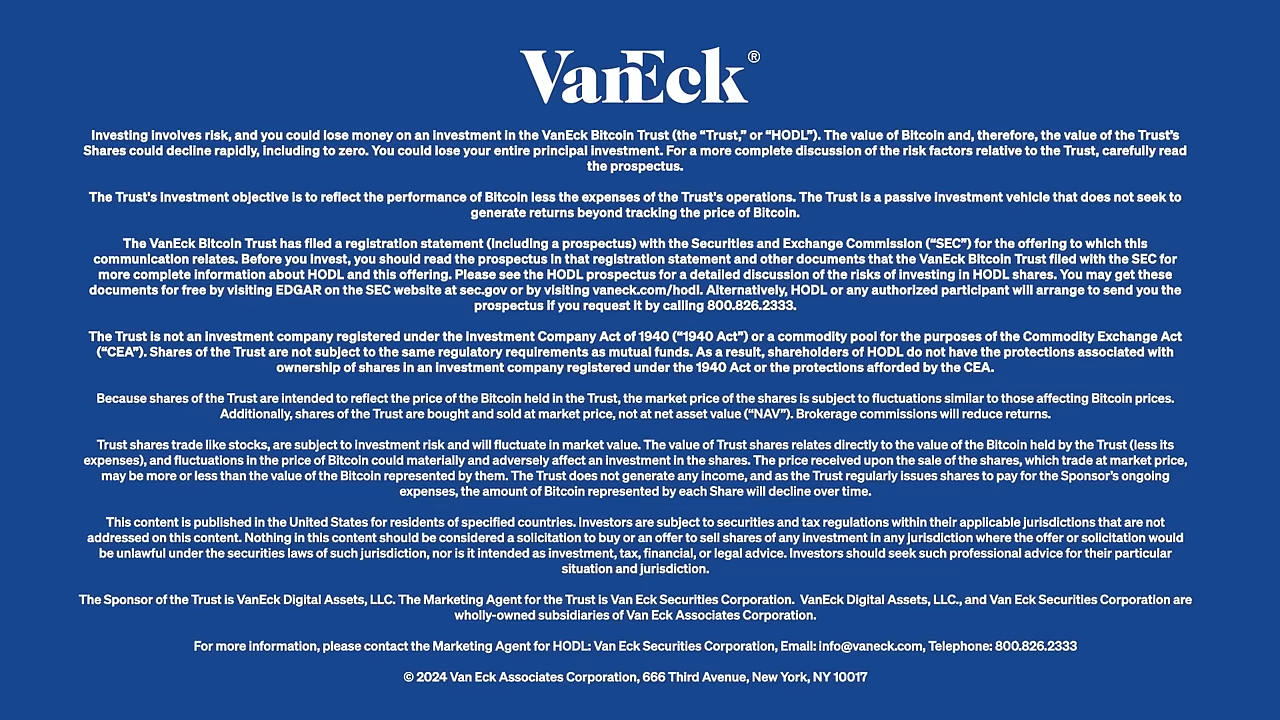 VanEck®
Investing involves risk, and you could lose money on an investment in the VanEck Bitcoin Trust (the “Trust,” or “HODL”). The value of Bitcoin and, therefore, the value of the Trust’s
Shares could decline rapidly, including to zero. You could lose your entire principal investment. For a more complete discussion of the risk factors relative to the Trust, carefully read
the prospectus.
The Trust's investment objective is to reflect the performance of Bitcoin less the expenses of the Trust's operations. The Trust is a passive investment vehicle that does not seek to
generate returns beyond tracking the price of Bitcoin.
The VanEck Bitcoin Trust has filed a registration statement (including a prospectus) with the Securities and Exchange Commission (“SEC”) for the offering to which this
communication relates. Before you invest, you should read the prospectus in that registration statement and other documents that the VanEck Bitcoin Trust filed with the SEC for
more complete information about HODL and this offering. Please see the HODL prospectus for a detailed discussion of the risks of investing in HODL shares. You may get these
documents for free by visiting EDGAR on the SEC website at sec.gov or by visiting vaneck.com/hodl. Alternatively, HODL or any authorized participant will arrange to send you the
prospectus if you request it by calling 800.826.2333.
The Trust is not an investment company registered under the Investment Company Act of 1940 (“1940 Act”) or a commodity pool for the purposes of the Commodity Exchange Act
(“CEA”). Shares of the Trust are not subject to the same regulatory requirements as mutual funds. As a result, shareholders of HODL do not have the protections associated with
ownership of shares in an investment company registered under the 1940 Act or the protections afforded by the CEA.
Because shares of the Trust are intended to reflect the price of the Bitcoin held in the Trust, the market price of the shares is subject to fluctuations similar to those affecting Bitcoin prices.
Additionally, shares of the Trust are bought and sold at market price, not at net asset value (“NAV”). Brokerage commissions will reduce returns.
Trust shares trade like stocks, are subject to investment risk and will fluctuate in market value. The value of Trust shares relates directly to the value of the Bitcoin held by the Trust (less its
expenses), and fluctuations in the price of Bitcoin could materially and adversely affect an investment in the shares. The price received upon the sale of the shares, which trade at market price,
may be more or less than the value of the Bitcoin represented by them. The Trust does not generate any income, and as the Trust regularly issues shares to pay for the Sponsor’s ongoing
expenses, the amount of Bitcoin represented by each Share will decline over time.
This content is published in the United States for residents of specified countries. Investors are subject to securities and tax regulations within their applicable jurisdictions that are not
addressed on this content. Nothing in this content should be considered a solicitation to buy or an offer to sell shares of any investment in any jurisdiction where the offer or solicitation would
be unlawful under the securities laws of such jurisdiction, nor is it intended as investment, tax, financial, or legal advice. Investors should seek such professional advice for their particular
situation and jurisdiction.
The Sponsor of the Trust is VanEck Digital Assets, LLC. The Marketing Agent for the Trust is Van Eck Securities Corporation. VanEck Digital Assets, LLC., and Van Eck Securities Corporation are
wholly-owned subsidiaries of Van Eck Associates Corporation.
For more information, please contact the Marketing Agent for HODL: Van Eck Securities Corporation, Email: info@vaneck.com, Telephone: 800.826.2333
© 2024 Van Eck Associates Corporation, 666 Third Avenue, New York, NY 10017